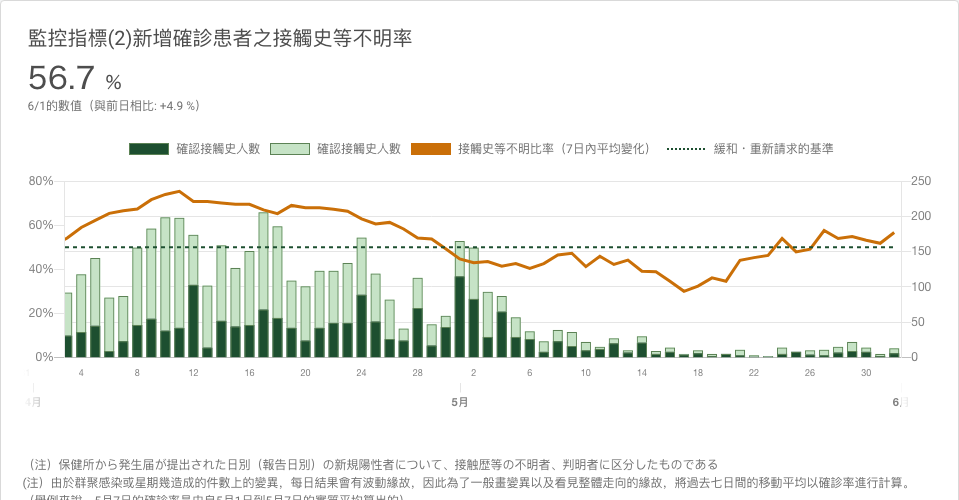 監控指標(2)新增確診患者之接觸史等不明率
56.7 %
6/1的數值（與前日相比: +4.9 %）
確認接觸史人數 確認接觸史人數 接觸史等不明比率（7日內平均變化） 緩和・重新請求的基準
80% 250
200
60%
150
40%
100
20%
50
0% 0
4 8 12 16 20 24 28 2 6 10 14 18 22 26 30
4月 5月 6月
（注）保健所から発生届が提出された日別（報告日別）の新規陽性者について、接触歴等の不明者、判明者に区分したものである
（注）由於群聚感染或星期幾造成的件數上的變異，每日結果會有波動緣故，因此為了一般畫變異以及看見整體走向的緣故，將過去七日間的移動平均以確診率進行計算。